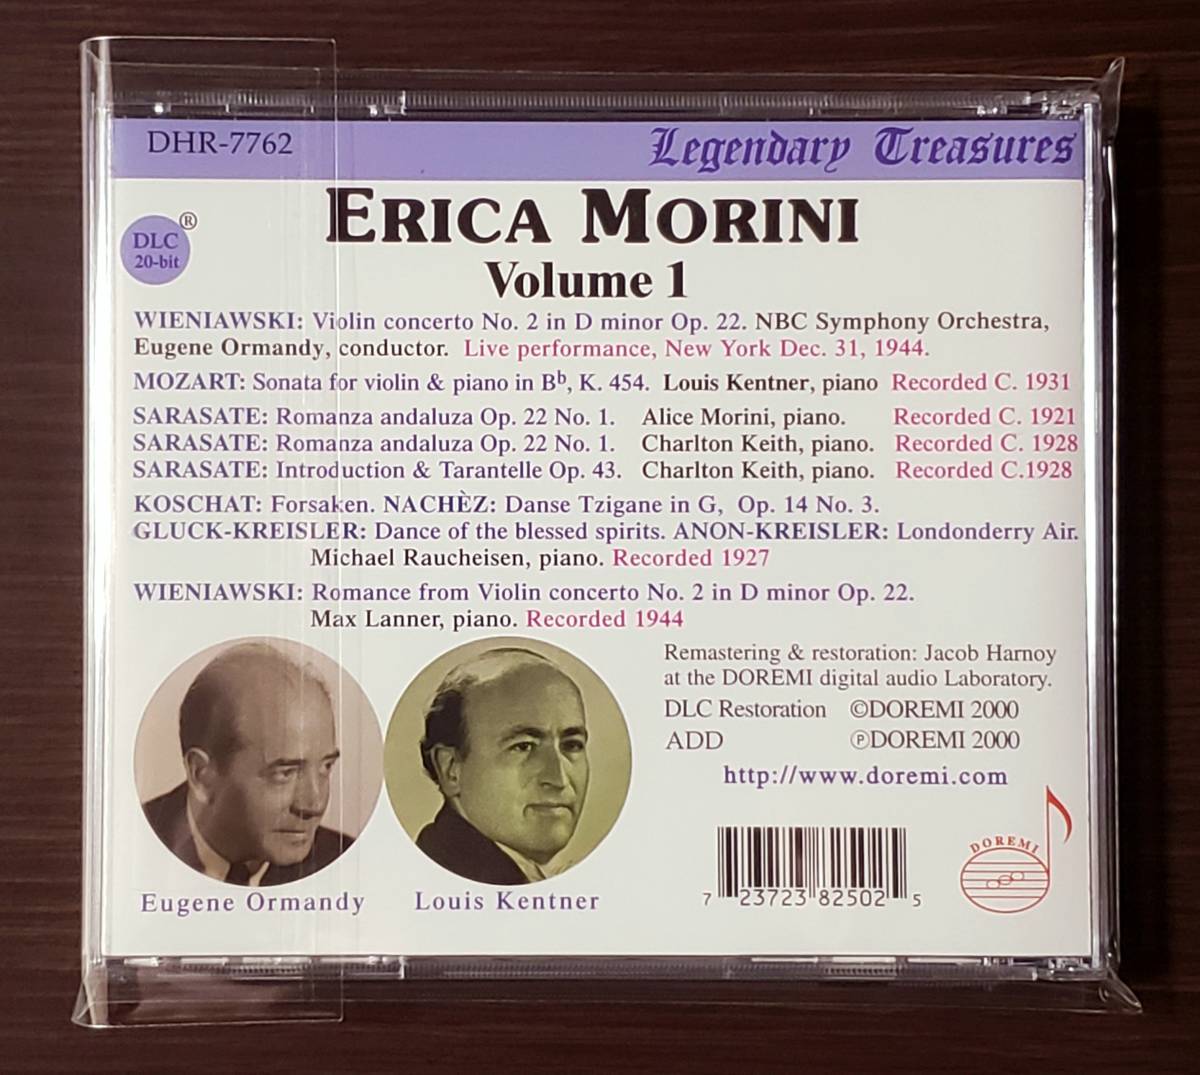 DHR-7762
Legendary Treasures
ERICA MORINI
Volume 1
DLC ®
20-bit
WIENIAWSKI: Violin concerto No. 2 in D minor Op. 22. NBC Symphony Orchestra,
Eugene Ormandy, conductor. Live performance, New York Dec. 31, 1944.
MOZART: Sonata for violin & piano in Bb, K. 454. Louis Kentner, piano Recorded C. 1931
SARASATE: Romanza andaluza Op. 22 No. 1. Alice Morini, piano. Recorded C. 1921
SARASATE: Romanza andaluza Op. 22 No. 1. Charlton Keith, piano. Recorded C. 1928
SARASATE: Introduction & Tarantelle Op. 43. Charlton Keith, piano. Recorded C.1928
KOSCHAT: Forsaken. NACHÈZ: Danse Tzigane in G, Op. 14 No. 3.
GLUCK-KREISLER: Dance of the blessed spirits. ANON-KREISLER: Londonderry Air.
Michael Raucheisen, piano. Recorded 1927
WIENIAWSKI: Romance from Violin concerto No. 2 in D minor Op. 22.
Max Lanner, piano. Recorded 1944
Remastering & restoration: Jacob Harnoy
at the DOREMI digital audio Laboratory.
DLC Restoration ©DOREMI 2000
ADD ℗DOREMI 2000
http://www.doremi.com
Eugene Ormandy
Louis Kentner
7 23723 82502 5
DOREMI